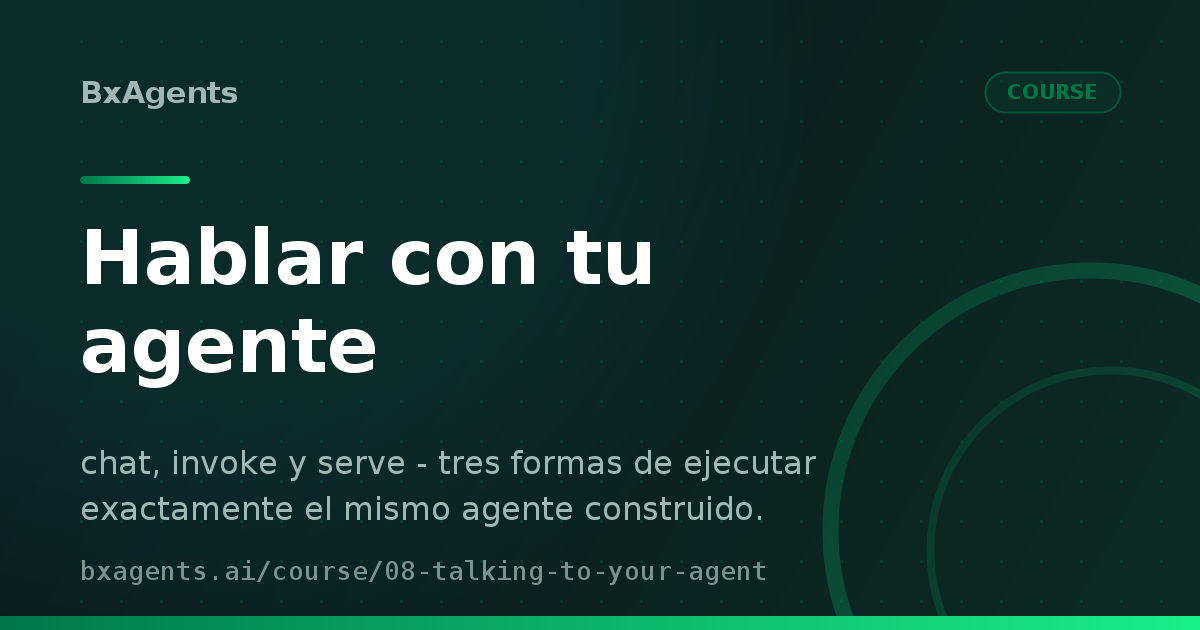 BxAgents
COURSE
Hablar con tu
agente
chat, invoke y serve - tres formas de ejecutar
exactamente el mismo agente construido.
bxagents.ai/course/08-talking-to-your-agent